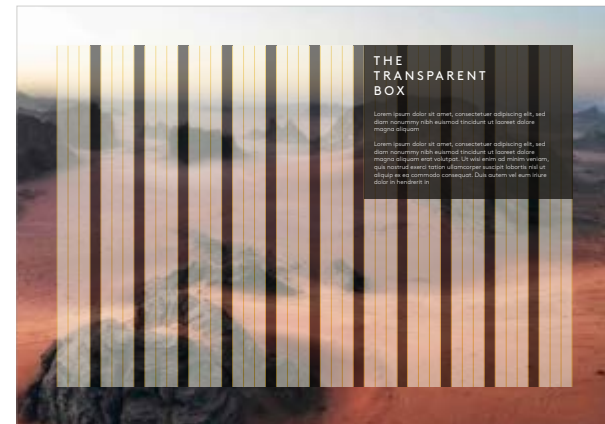 THE
TRANSPARENT
BOX
Lorem ipsum dolor sit amet, consectetuer adipiscing elit, sed
diam nonummy nibh euismod tincidunt ut laoreet dolore
magna aliquam
Lorem ipsum dolor sit amet, consectetuer adipiscing elit, sed
diam nonummy nibh euismod tincidunt ut laoreet dolore
magna aliquam erat volutpat. Ut wisi enim ad minim veniam,
quis nostrud exerci tation ullamcorper suscipit lobortis nisl ut
aliquip ex ea commodo consequat. Duis autem vel eum iriure
dolor in hendrerit in